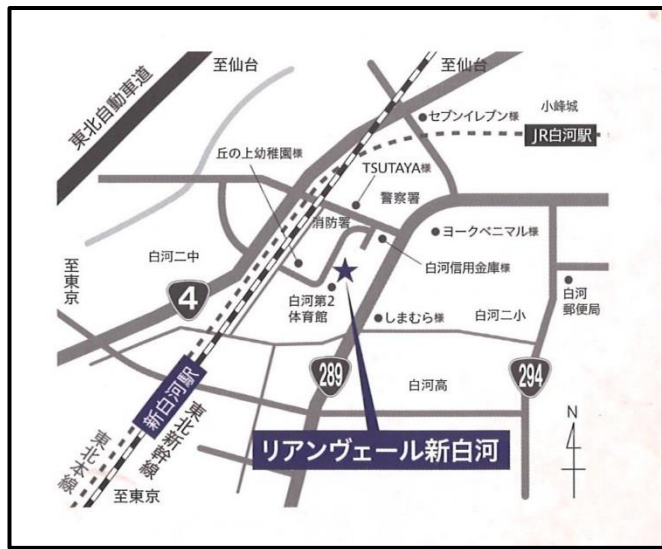 至仙台
至仙台
東北自動車道
セブンイレブン様
小峰城
JR白河駅
丘の上幼稚園様
TSUTAYA様
警察署
消防署
ヨークベニマル様
白河信用金庫様
白河二中
至東京
4
白河第2
体育館
しまむら様
白河二小
白河
郵便局
新白河駅
289
白河高
294
N
リアンヴェール新白河
東北新幹線
東北本線
至東京